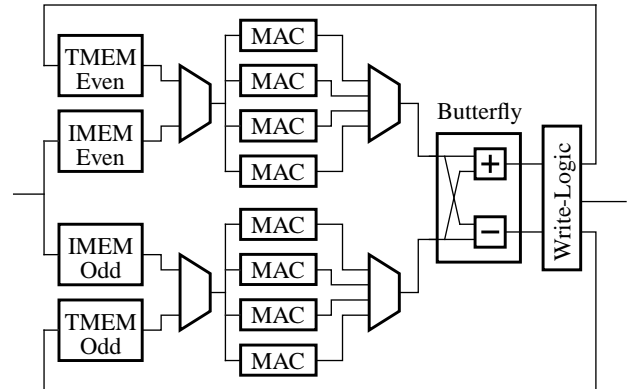 TMEM
Even
IMEM
Even
MAC
MAC
MAC
MAC
Butterfly
+
−
Write-Logic
IMEM
Odd
TMEM
Odd
MAC
MAC
MAC
MAC